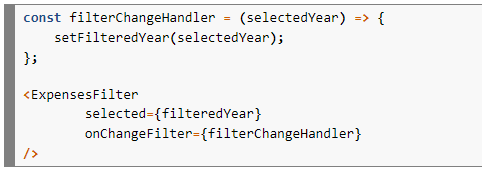 const filterChangeHandler = (selectedYear) => {
    setFilteredYear(selectedYear);
};

<ExpensesFilter
        selected={filteredYear}
        onChangeFilter={filterChangeHandler}
/>